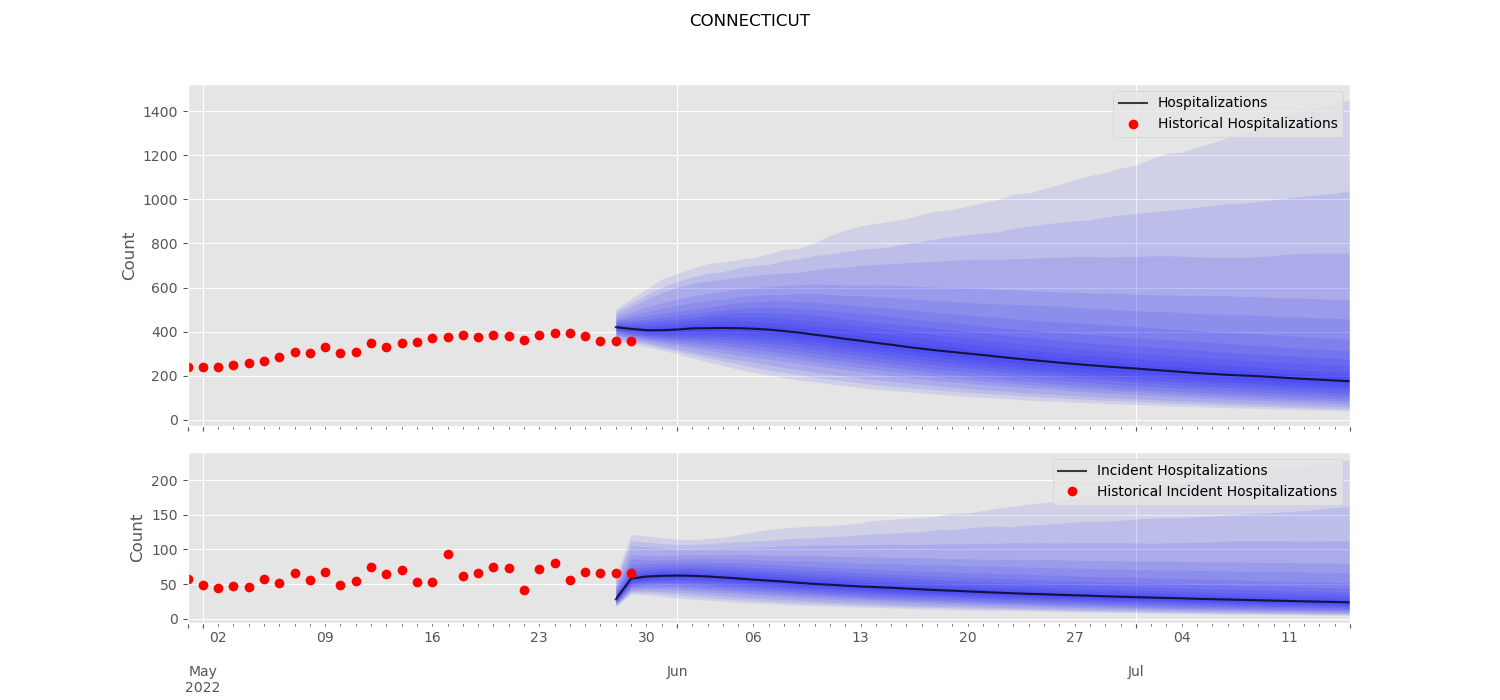 CONNECTICUT
1400
1200
1000
800
600
400
200
0
Count
Hospitalizations
Historical Hospitalizations
200
150
100
50
0
Count
Incident Hospitalizations
Historical Incident Hospitalizations
02 09 16 23 30 06 13 20 27 04 11
May Jun Jul
2022